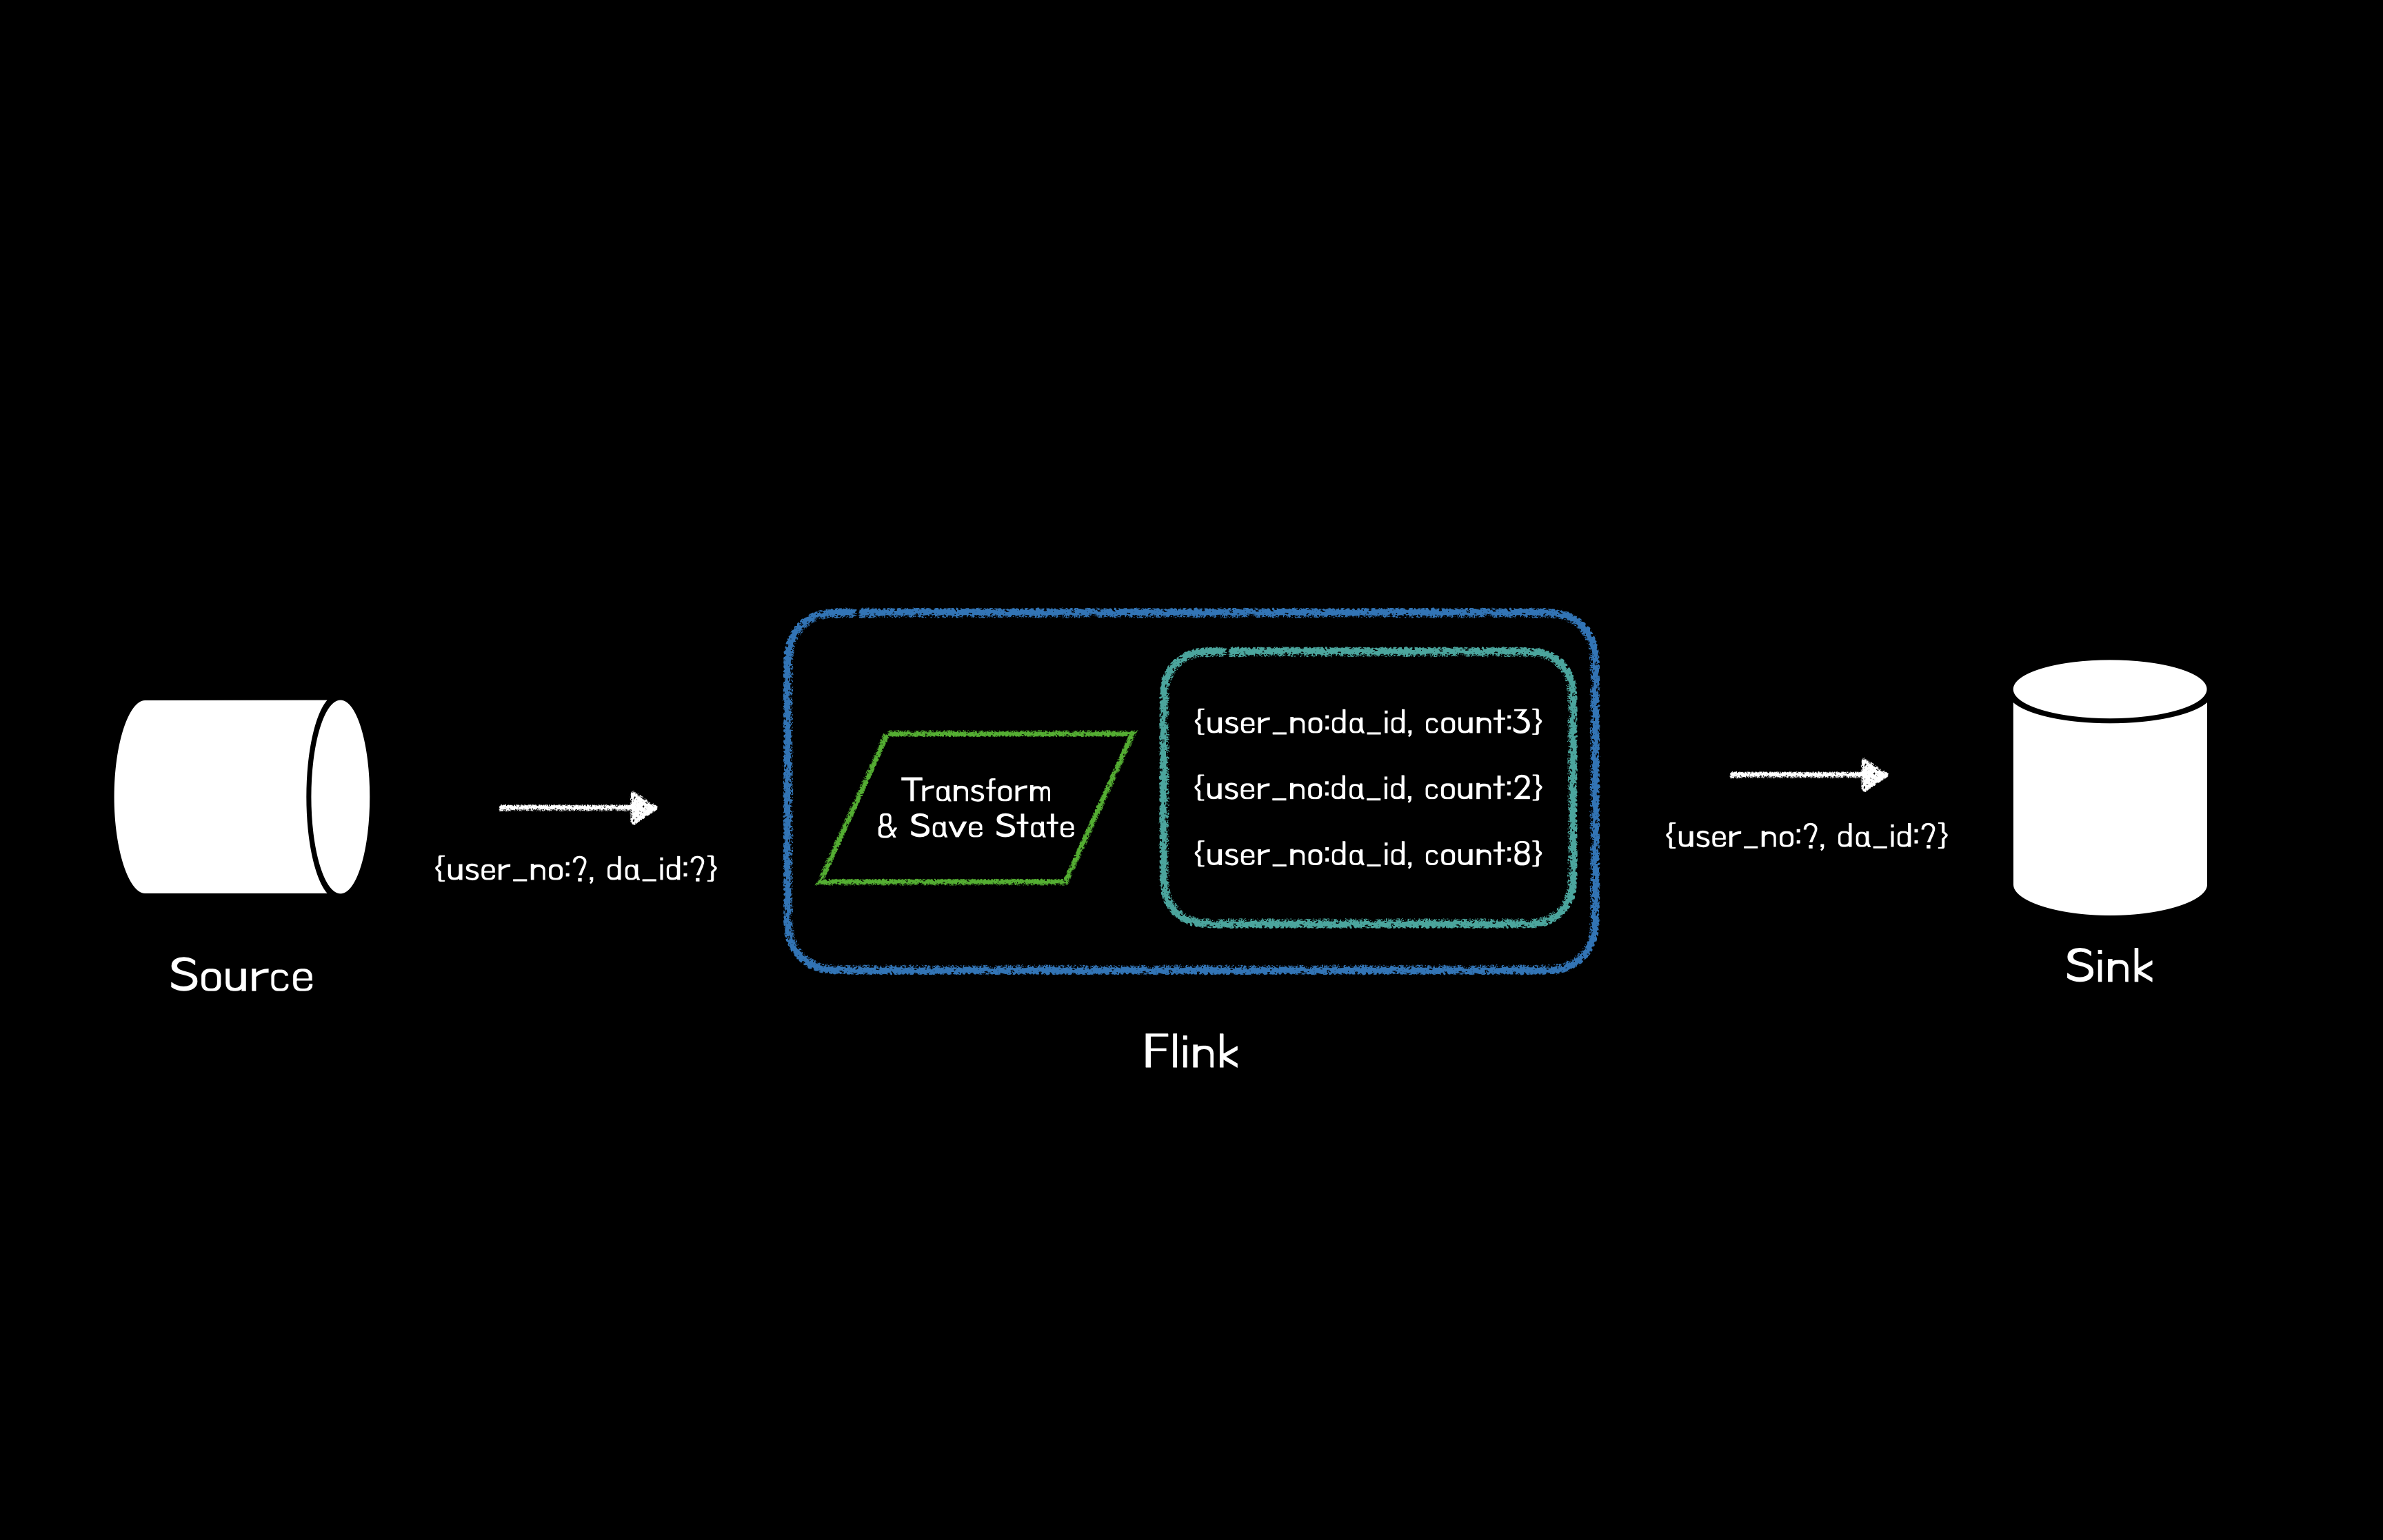 {user_no:?, da_id:?}
Source
Transform
& Save State
{user_no:da_id, count:3}
{user_no:da_id, count:2}
{user_no:da_id, count:8}
Flink
{user_no:?, da_id:?}
Sink